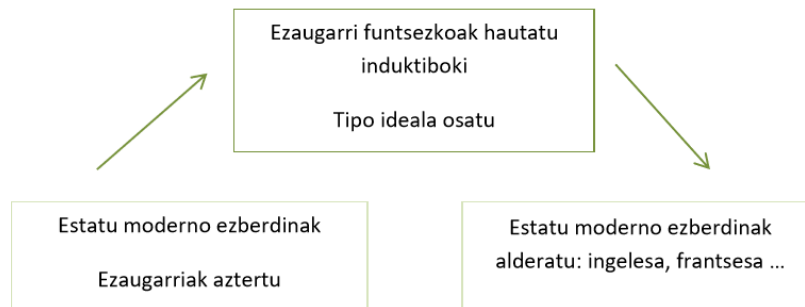 Ezaugarri funtsezkoak hautatu
induktiboki
Tipo ideala osatu
Estatu moderno ezberdinak
Ezaugarriak aztertu
Estatu moderno ezberdinak
alderatu: ingelesa, frantsesa ...